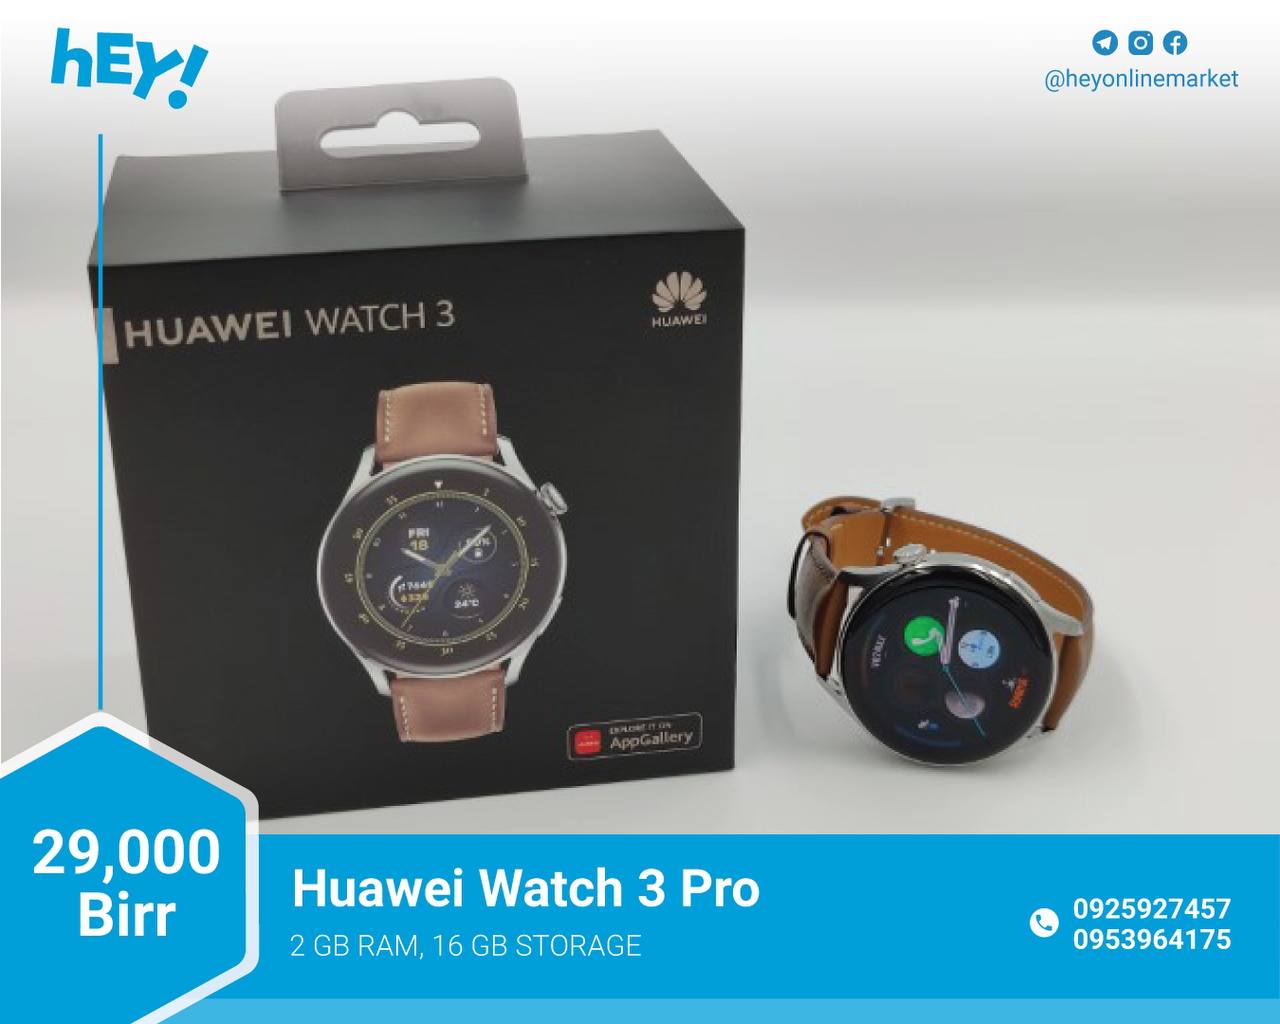 hEY!
@heyonlinemarket
HUAWEI WATCH 3
HUAWEI
FRI
18
24°C
EXPLORE IT ON
AppGallery
29,000
Birr
Huawei Watch 3 Pro
2 GB RAM, 16 GB STORAGE
0925927457
0953964175